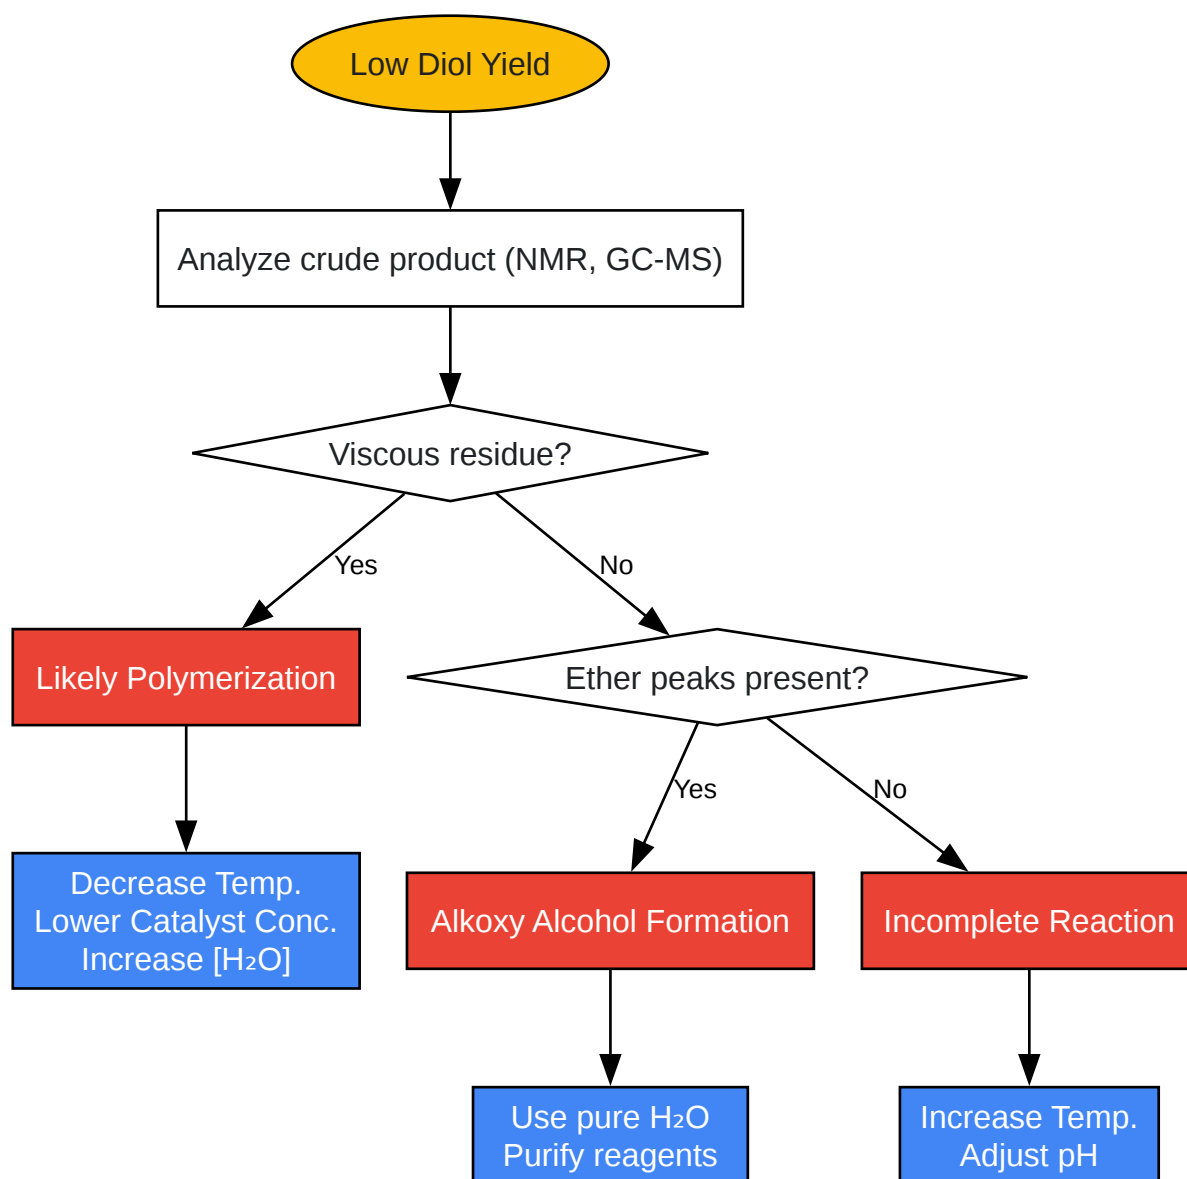 Low Diol Yield
Analyze crude product (NMR, GC-MS)
Viscous residue?
Yes
No
Likely Polymerization
Ether peaks present?
Decrease Temp.
Lower Catalyst Conc.
Increase [H₂O]
Yes
No
Alkoxy Alcohol Formation
Incomplete Reaction
Use pure H₂O
Purify reagents
Increase Temp.
Adjust pH